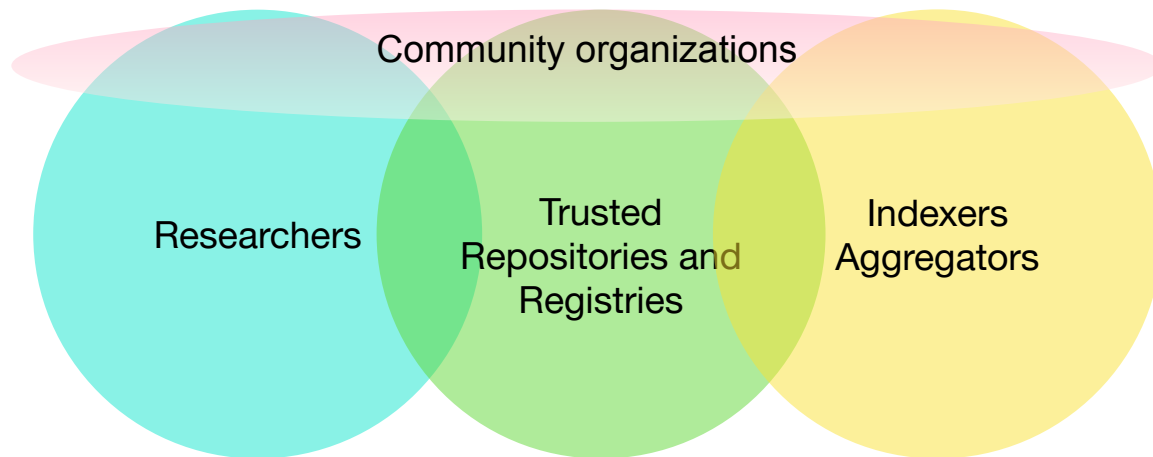 Community organizations
Researchers
Trusted
Repositories and
Registries
Indexers
Aggregators